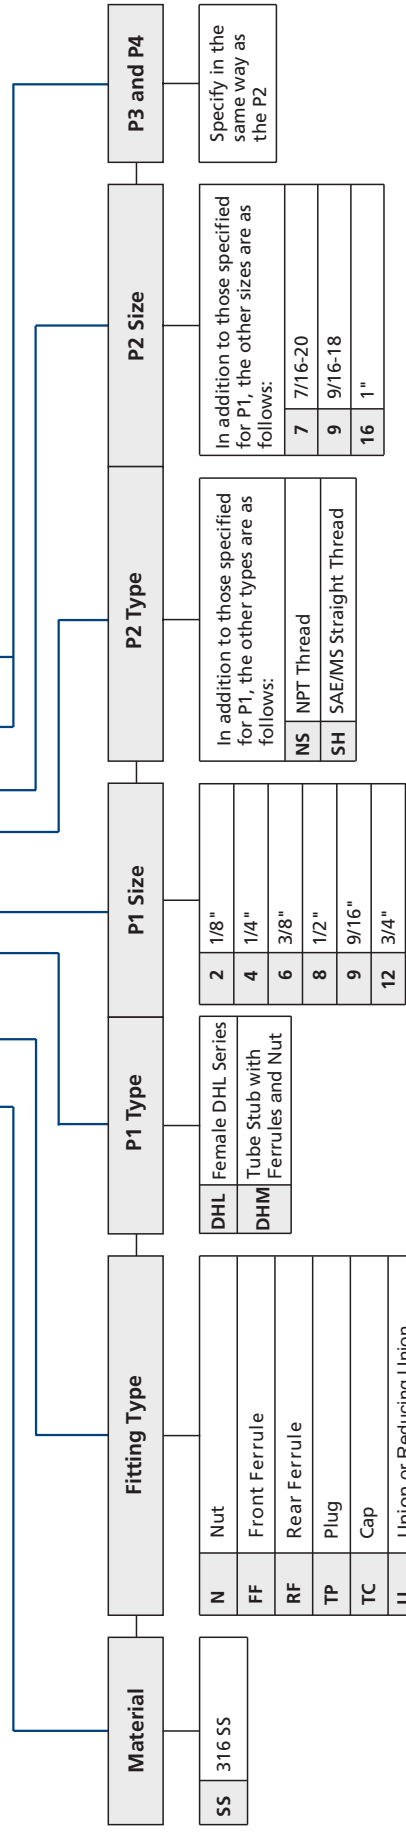 Material
SS 316 SS
Fitting Type
N Nut
FF Front Ferrule
RF Rear Ferrule
TP Plug
TC Cap
U Union or Reducing Union
P1 Type
DHL Female DHL Series
DHM Tube Stub with
Ferrules and Nut
P1 Size
2 1/8"
4 1/4"
6 3/8"
8 1/2"
9 9/16"
12 3/4"
P2 Type
In addition to those specified
for P1, the other types are as
follows:
NS NPT Thread
SH SAE/MS Straight Thread
P2 Size
In addition to those specified
for P1, the other sizes are as
follows:
7 7/16-20
9 9/16-18
16 1"
P3 and P4
Specify in the
same way as
the P2